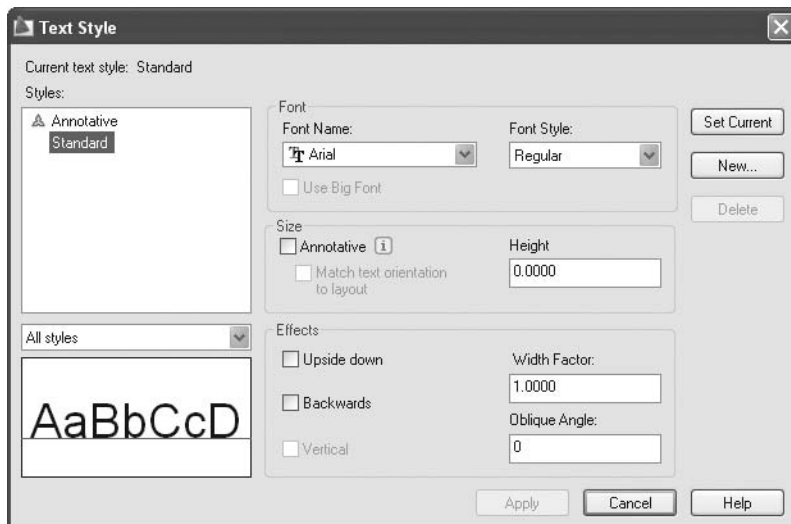 Text Style
Current text style: Standard
Styles:
Annotative
Standard
All styles
AaBbCcD
Font
Font Name:
Arial
Use Big Font
Font Style:
Regular
Size
Annotative
Match text orientation
to layout
Height
0.0000
Effects
Upside down
Backwards
Vertical
Width Factor:
1.0000
Oblique Angle:
0
Set Current
New...
Delete
Apply
Cancel
Help